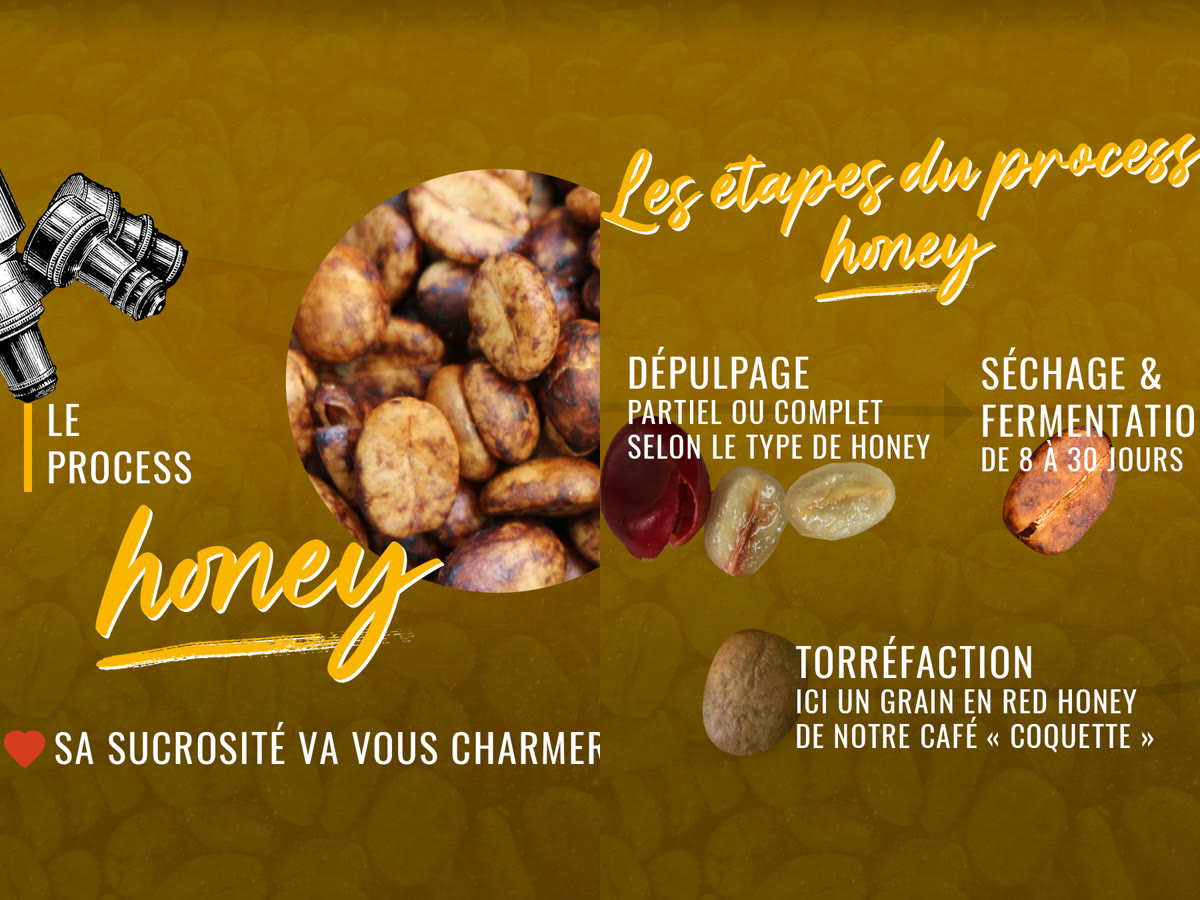 LE
PROCESS
honey
SA SUCROSITÉ VA VOUS CHARMER
Les étapes du process
honey
DÉPULPAGE
PARTIEL OU COMPLET
SELON LE TYPE DE HONEY
SÉCHAGE &
FERMENTATIO
DE 8 À 30 JOURS
TORRÉFACTION
ICI UN GRAIN EN RED HONEY
DE NOTRE CAFÉ « COQUETTE »